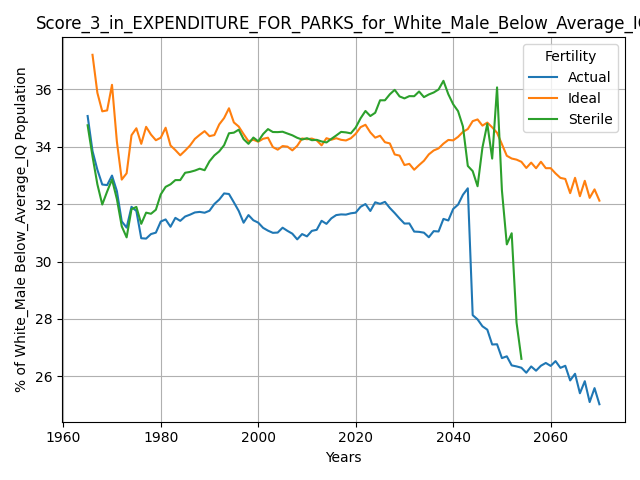 Score_3_in_EXPENDITURE_FOR_PARKS_for_White_Male_Below_Average_IQ
Fertility
Actual
Ideal
Sterile
% of White_Male Below_Average_IQ Population
36
34
32
30
28
26
1960
1980
2000
2020
2040
2060
Years